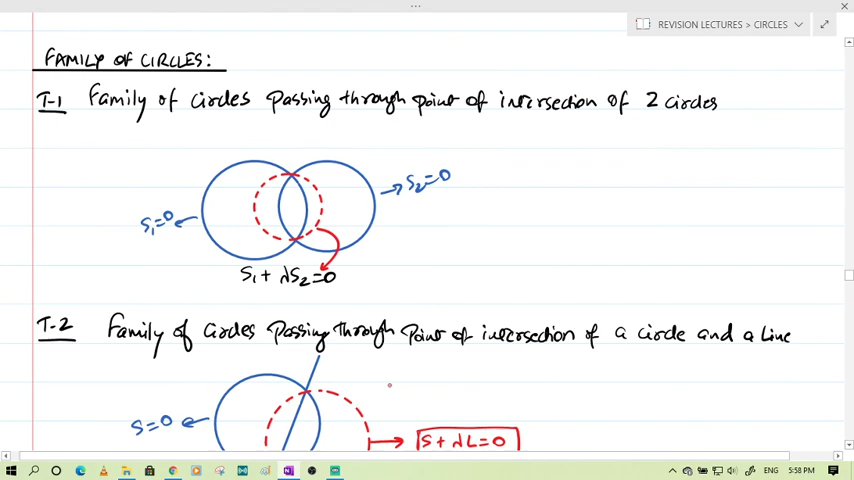 REVISION LECTURES > CIRCLES
FAMILY OF CIRCLES:
T-1 Family of circles passing through point of intersection of 2 circles
S₂=0
S₁=0
S₁ + λS₂=0
T-2 Family of circles passing through point of intersection of a circle and a line
S=0
S + λL=0
ENG 5:58 PM